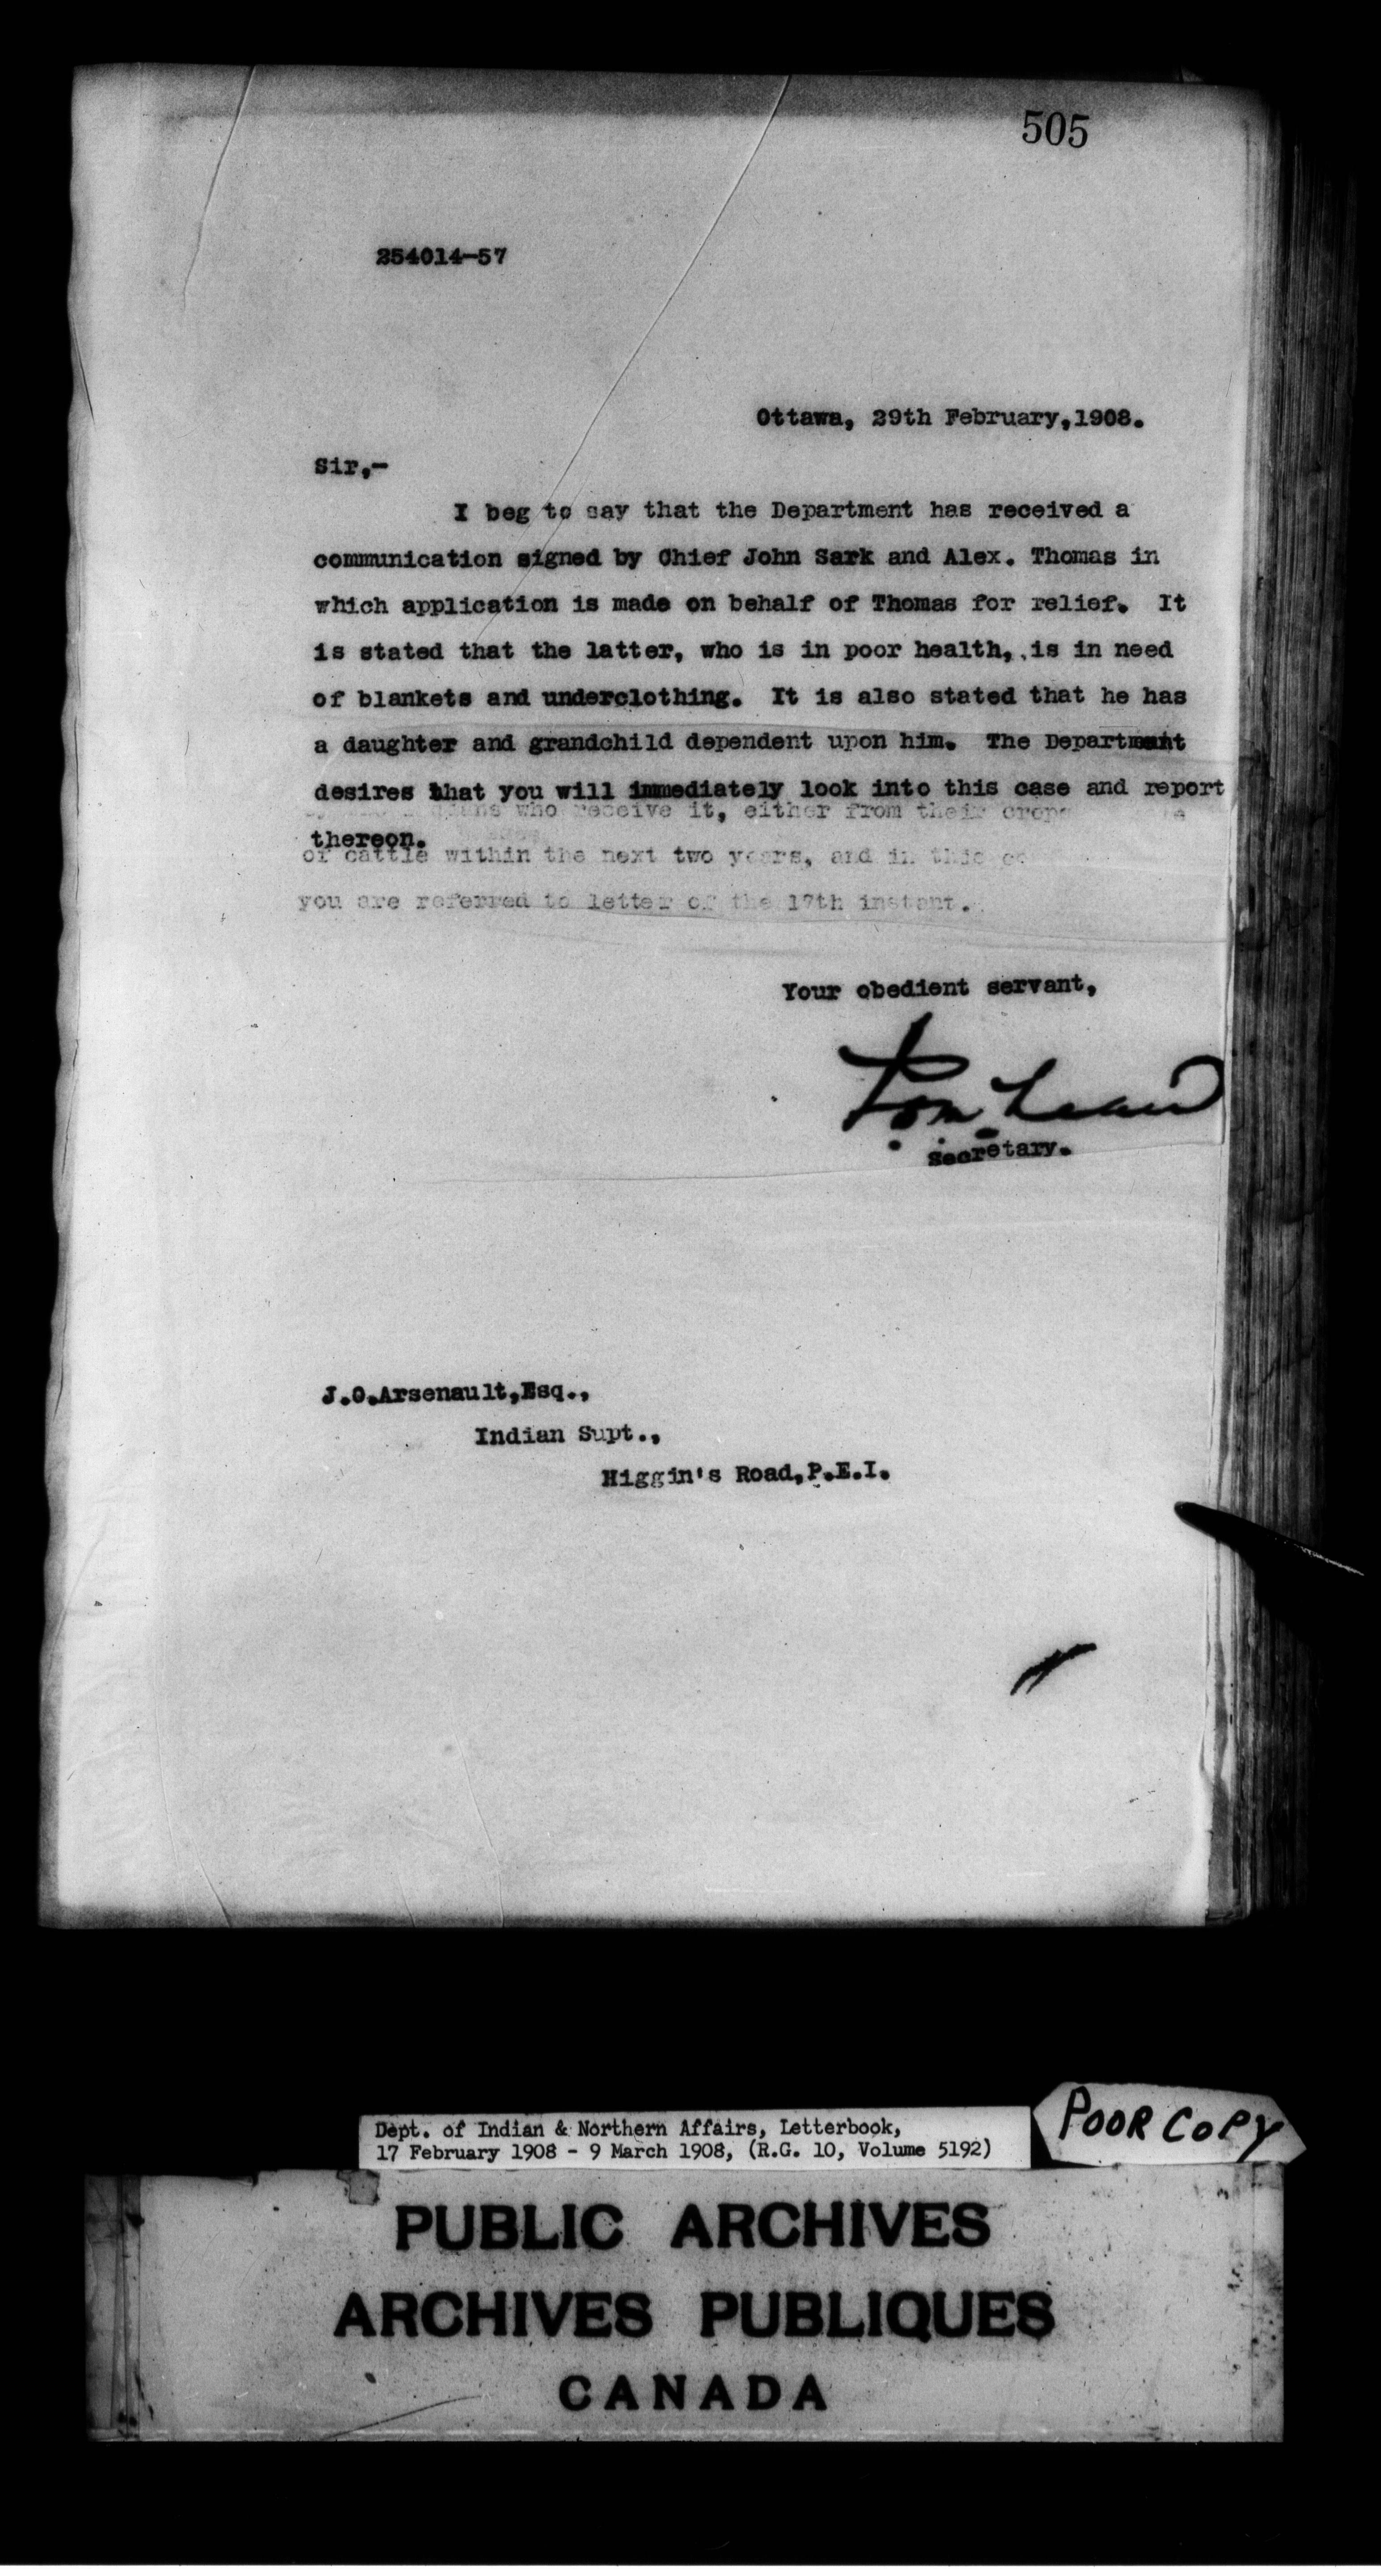 505
254014-57
Ottawa, 29th February, 1908.
Sir,-
I beg to say that the Department has received a
communication signed by Chief John Sark and Alex. Thomas in
which application is made on behalf of Thomas for relief. It
is stated that the latter, who is in poor health, is in need
of blankets and underclothing. It is also stated that he has
a daughter and grandchild dependent upon him. The Department
desires that you will immediately look into this case and report
who receive it, either from their
thereon.
or cattle within the next two years, and in this
you are referred to letter of the 17th instant.
Your obedient servant,
Secretary.
J.O.Arsenault,Esq.,
Indian Supt.,
Higgin's Road,P.E.I.
Dept. of Indian & Northern Affairs, Letterbook,
17 February 1908 - 9 March 1908, (R.G. 10, Volume 5192)
POOR COPY
PUBLIC ARCHIVES
ARCHIVES PUBLIQUES
CANADA